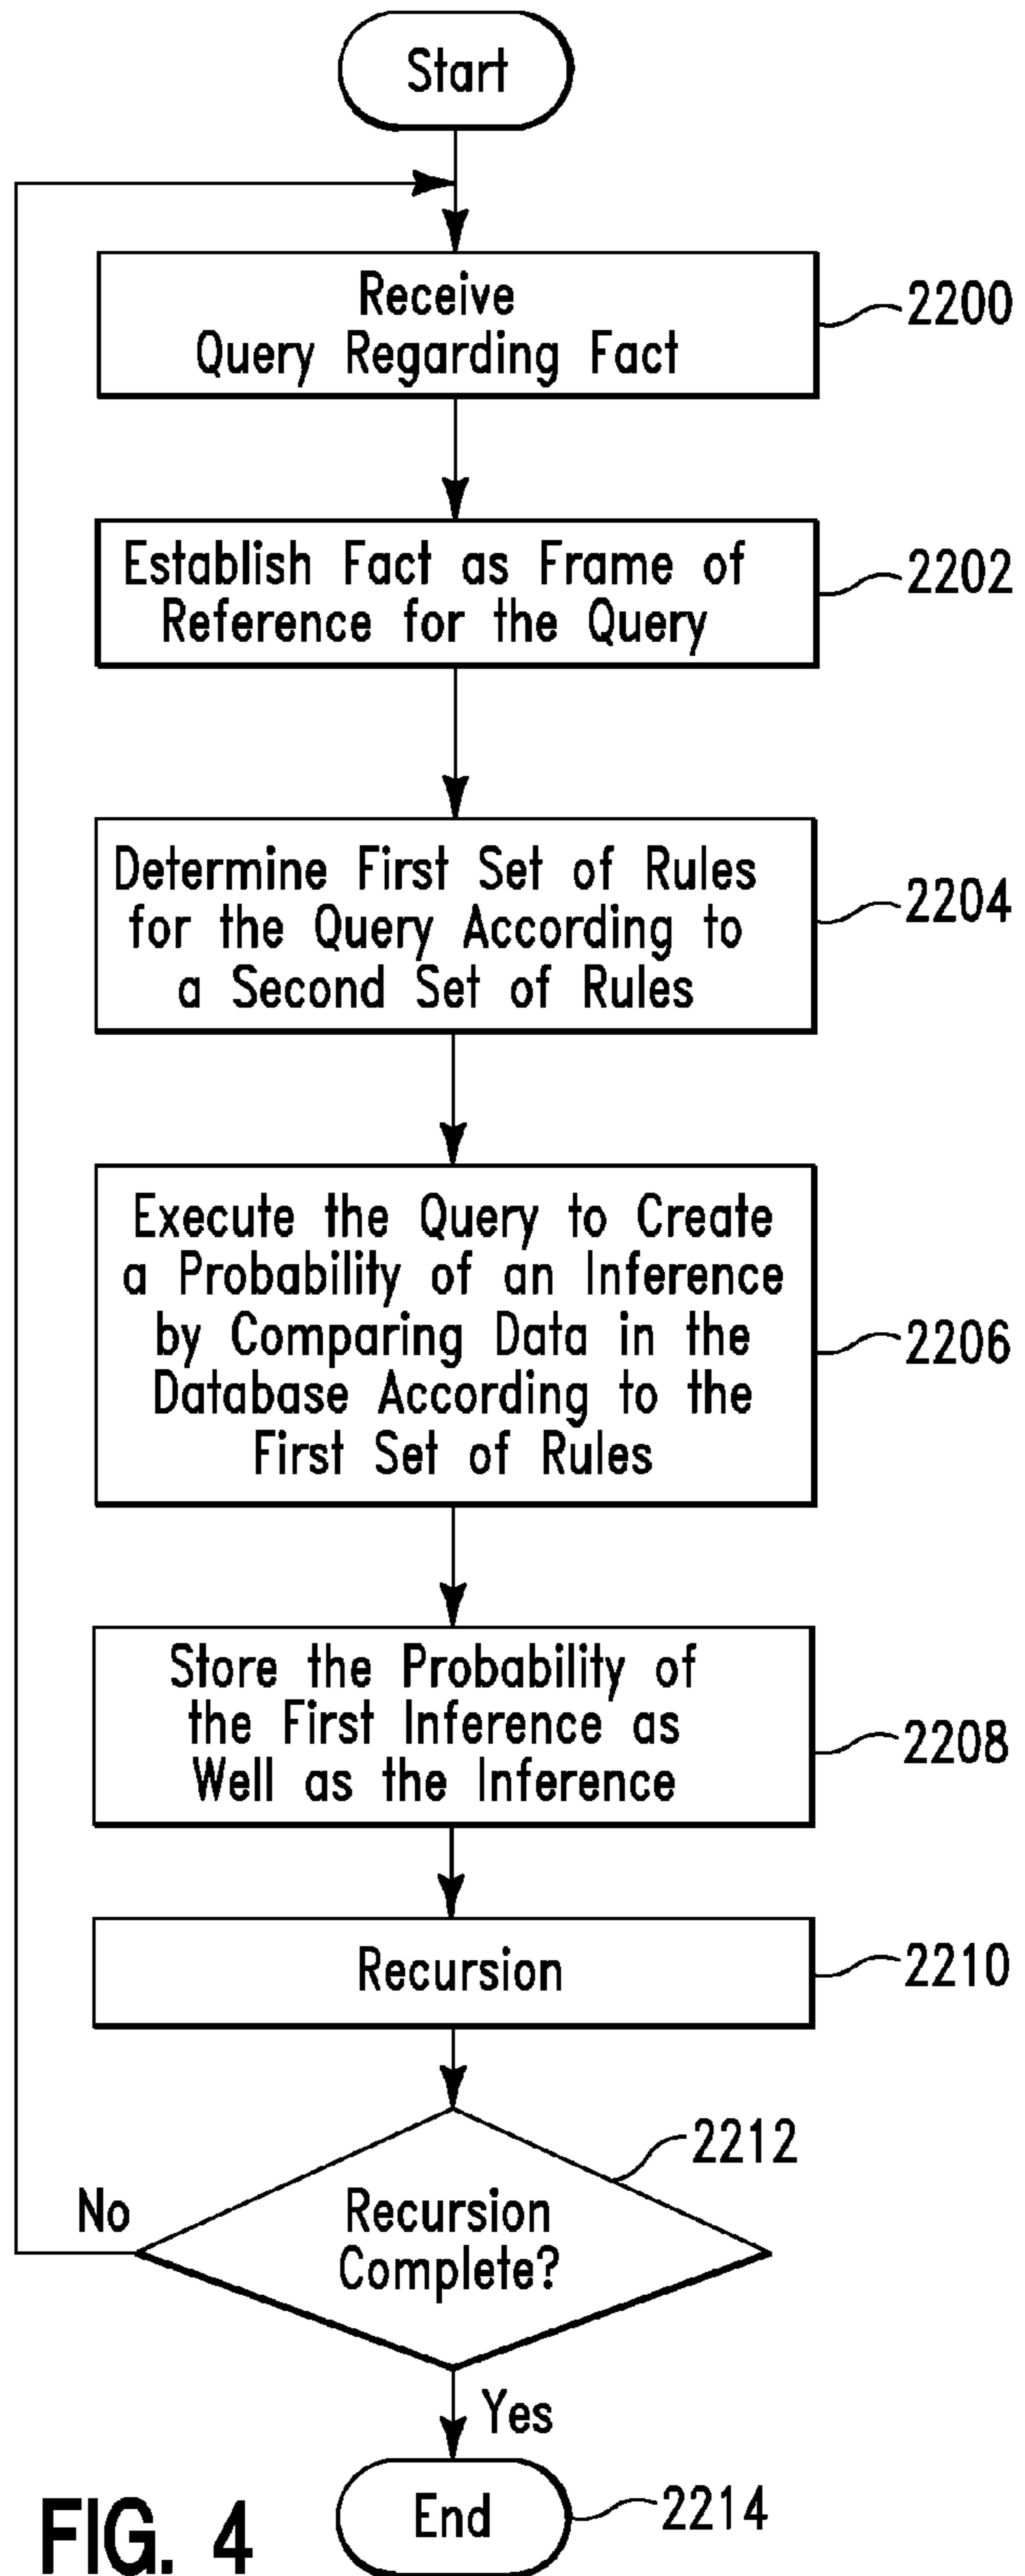 Start
Receive
Query Regarding Fact
2200
Establish Fact as Frame of
Reference for the Query
2202
Determine First Set of Rules
for the Query According to
a Second Set of Rules
2204
Execute the Query to Create
a Probability of an Inference
by Comparing Data in the
Database According to the
First Set of Rules
2206
Store the Probability of
the First Inference as
Well as the Inference
2208
Recursion
2210
2212
No
Recursion
Complete?
Yes
End
2214
FIG. 4